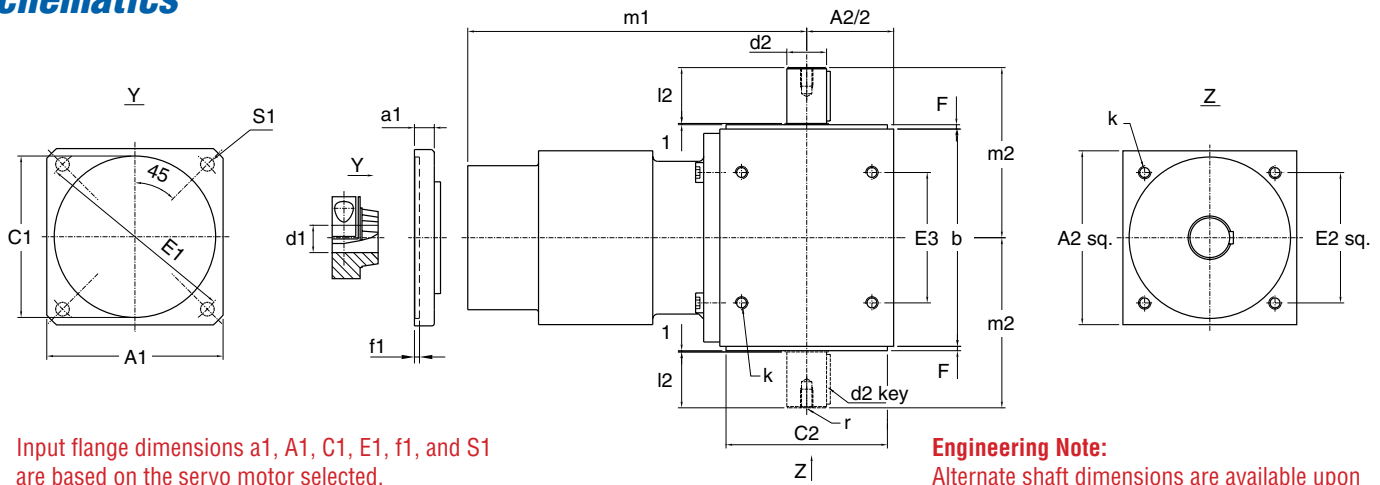 chematics
m1
A2/2
d2
l2
F
Y
S1
a1
Z
k
1
m2
45
Y
C1
E1
d1
E3
b
A2 sq.
E2 sq.
A1
f1
1
m2
l2
k
F
d2 key
r
C2
Z
Input flange dimensions a1, A1, C1, E1, f1, and S1
are based on the servo motor selected.
Engineering Note:
Alternate shaft dimensions are available upon